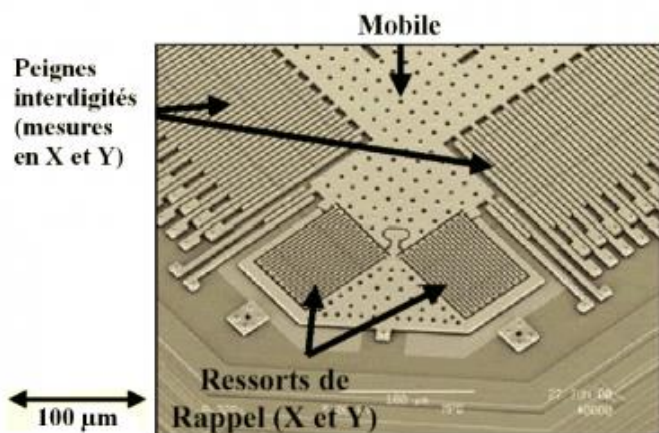 Mobile
Peignes
interdigités
(mesures
en X et Y)
Ressorts de
Rappel (X et Y)
100 µm